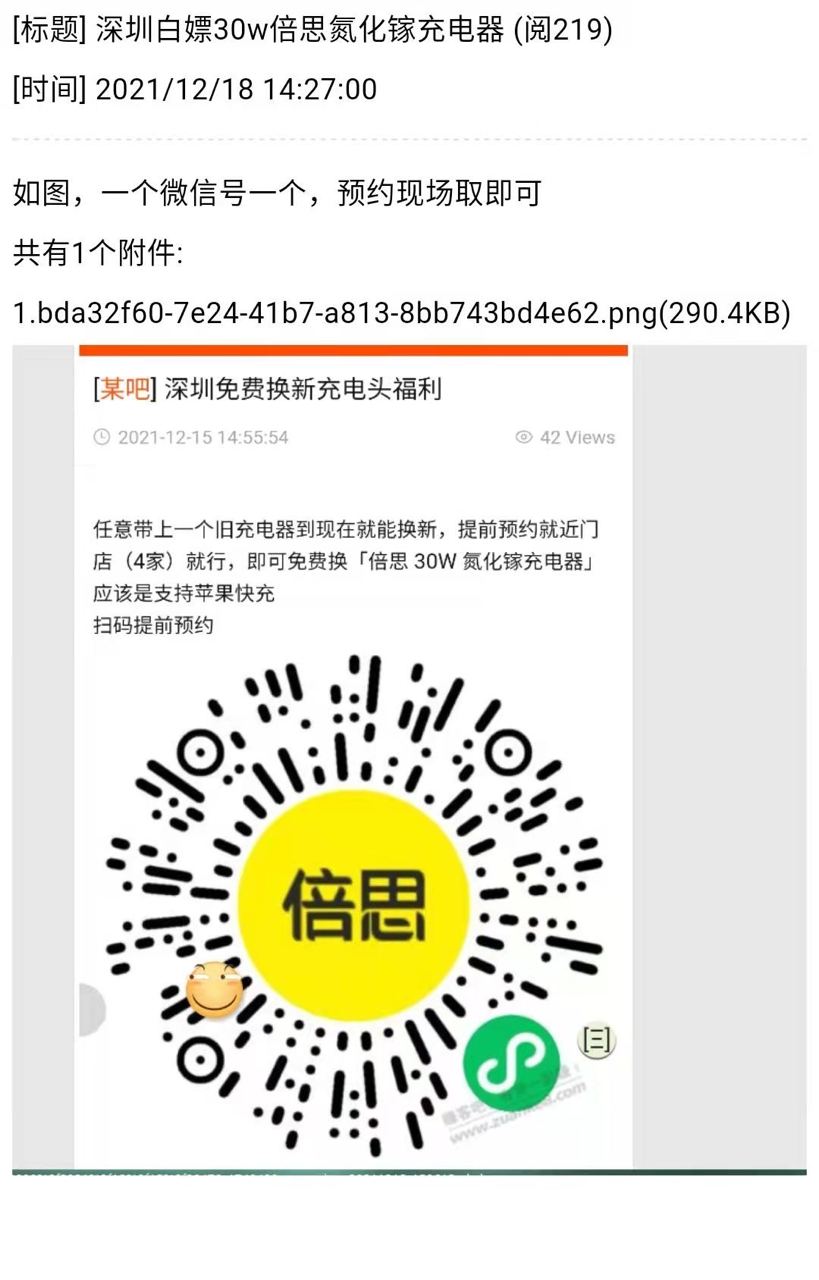 [标题] 深圳白嫖30w倍思氮化镓充电器 (阅219)
[时间] 2021/12/18 14:27:00
如图，一个微信号一个，预约现场取即可
共有1个附件:
1.bda32f60-7e24-41b7-a813-8bb743bd4e62.png(290.4KB)
[某吧] 深圳免费换新充电头福利
2021-12-15 14:55:54
42 Views
任意带上一个旧充电器到现在就能换新，提前预约就近门
店（4家）就行，即可免费换「倍思 30W 氮化镓充电器」
应该是支持苹果快充
扫码提前预约
倍思
[三]
www.zuanke8.com